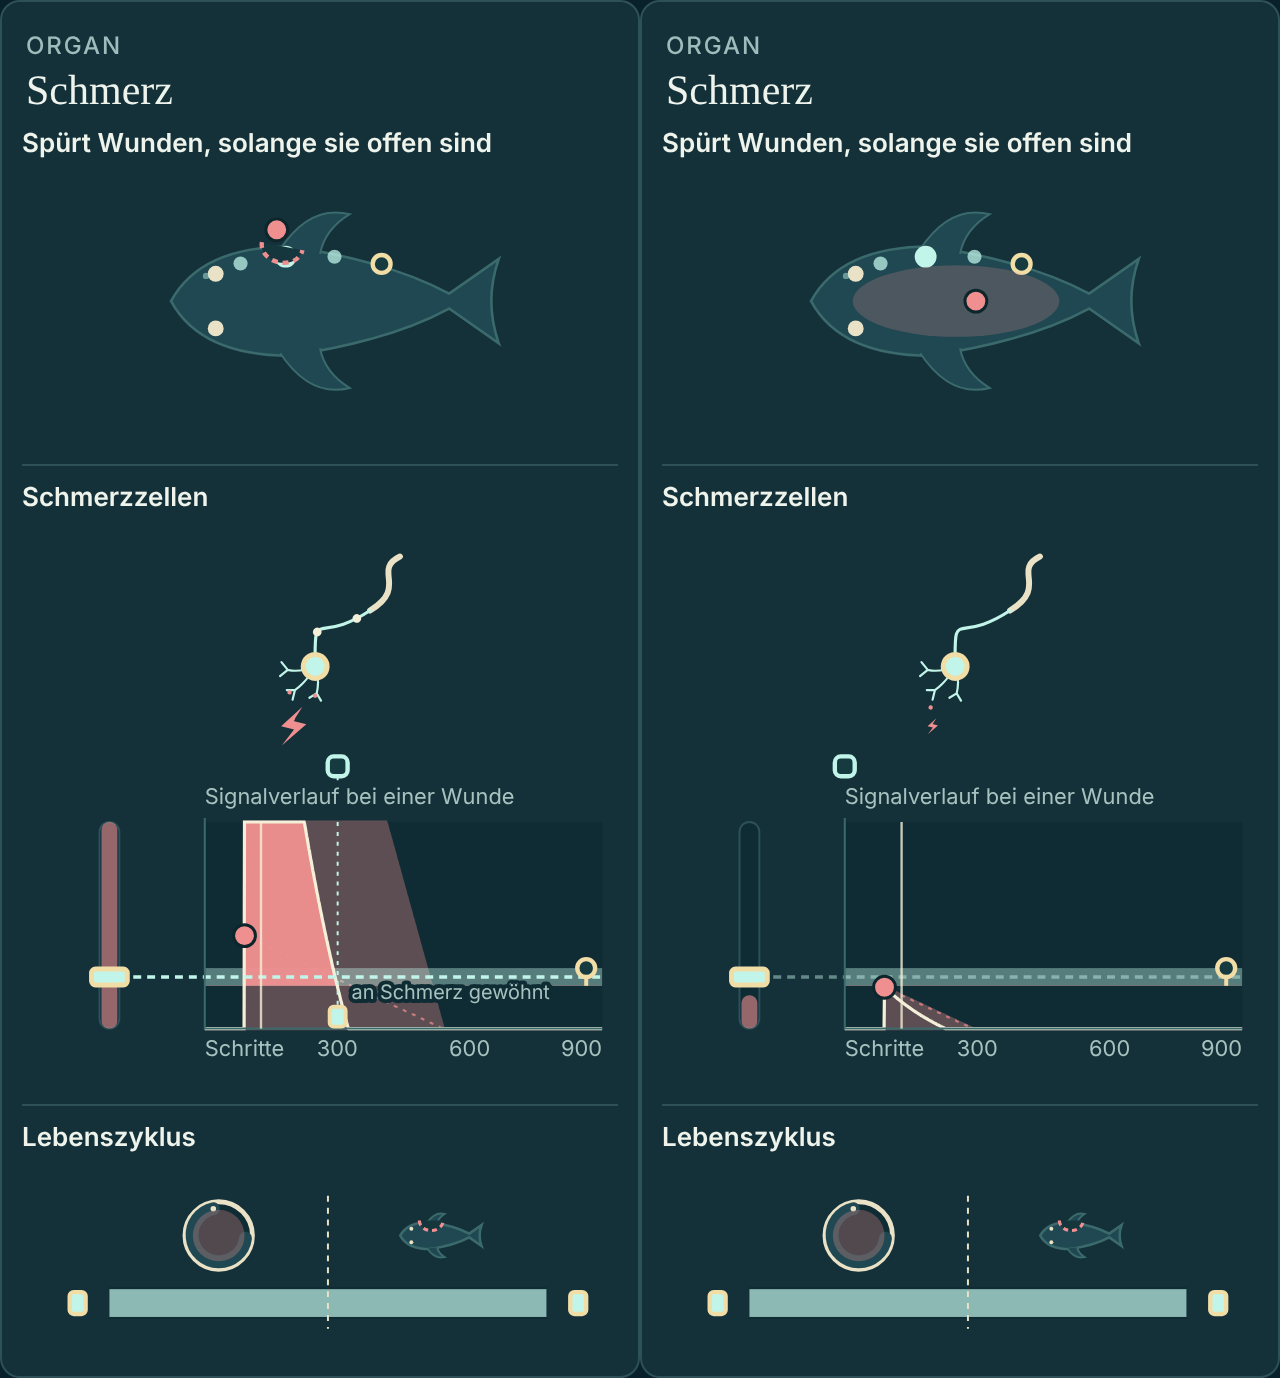 ORGAN
Schmerz
Spürt Wunden, solange sie offen sind
Schmerzzellen
Signalverlauf bei einer Wunde
an Schmerz gewöhnt
Schritte 300 600 900
Lebenszyklus
ORGAN
Schmerz
Spürt Wunden, solange sie offen sind
Schmerzzellen
Signalverlauf bei einer Wunde
Schritte 300 600 900
Lebenszyklus